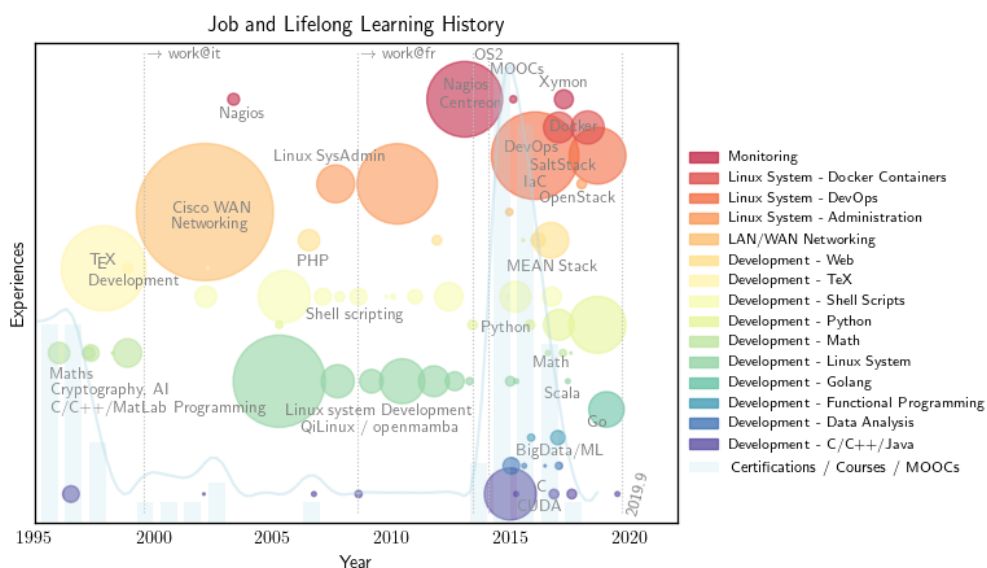 Job and Lifelong Learning History
→ work@it
→ work@fr
OS2
MOOCs
Nagios
Centreon
Xymon
Nagios
Docker
DevOps
Linux SysAdmin
SaltStack
IaC
OpenStack
Cisco WAN
Networking
PHP
MEAN Stack
TEX
Development
Shell scripting
Python
Maths
Cryptography, AI
C/C++/MatLab Programming
Math
Scala
Linux system Development
QiLinux / openmamba
Go
BigData/ML
C
CUDA
2019.9
Experiences
1995
2000
2005
2010
2015
2020
Year
Monitoring
Linux System - Docker Containers
Linux System - DevOps
Linux System - Administration
LAN/WAN Networking
Development - Web
Development - TeX
Development - Shell Scripts
Development - Python
Development - Math
Development - Linux System
Development - Golang
Development - Functional Programming
Development - Data Analysis
Development - C/C++/Java
Certifications / Courses / MOOCs